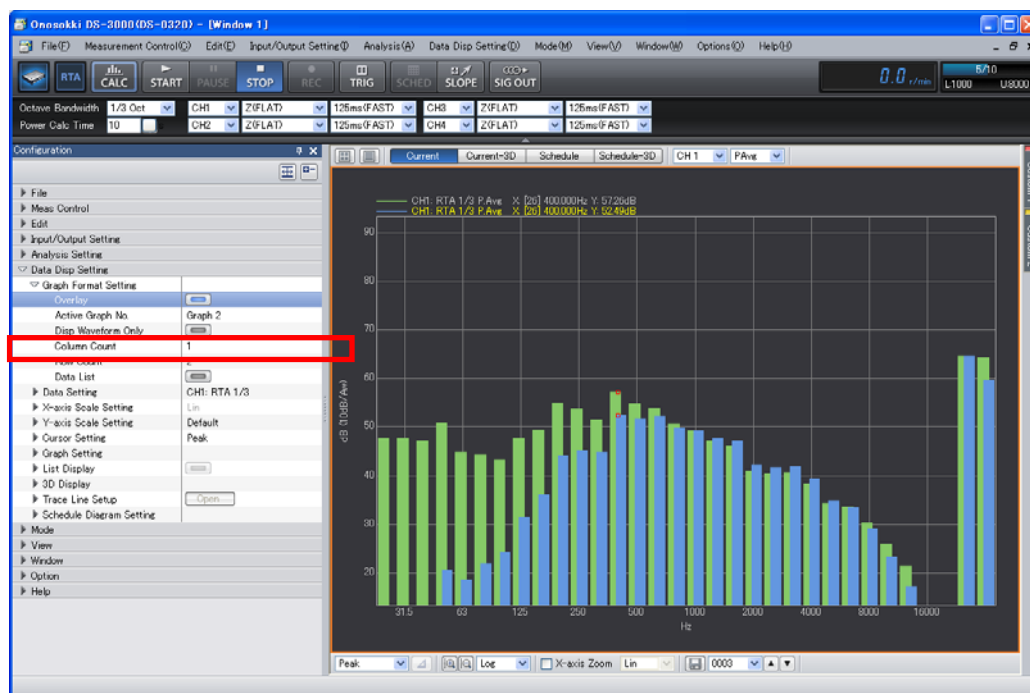 Onosokki DS-3000(DS-0320) - [Window 1]
File(F) Measurement Control(C) Edit(E) Input/Output Setting(I) Analysis(A) Data Disp Setting(D) Mode(M) View(V) Window(W) Options(O) Help(H)
RTA CALC START PAUSE STOP REC TRIG SCHED SLOPE SIG OUT 0.0 r/min 5/10 L1000 U8000
Octave Bandwidth 1/3 Oct CH1 Z(FLAT) 125ms(FAST) CH3 Z(FLAT) 125ms(FAST)
Power Calc Time 10 CH2 Z(FLAT) 125ms(FAST) CH4 Z(FLAT) 125ms(FAST)
Configuration
Current Current-3D Schedule Schedule-3D CH 1 PAvg
File
Meas Control
Edit
Input/Output Setting
Analysis Setting
Data Disp Setting
Graph Format Setting
Overlay
Active Graph No. Graph 2
Disp Waveform Only
Column Count 1
Row Count 2
Data List
Data Setting CH1: RTA 1/3
X-axis Scale Setting Lin
Y-axis Scale Setting Default
Cursor Setting Peak
Graph Setting
List Display
3D Display
Trace Line Setup Open
Schedule Diagram Setting
Mode
View
Window
Option
Help
CH1: RTA 1/3 P.Avg X: [26] 400.000Hz Y: 57.26dB
CH1: RTA 1/3 P.Avg X: [26] 400.000Hz Y: 52.49dB
90
80
70
60
50
40
30
20
dB (10dB/△w)
31.5 63 125 250 500 1000 2000 4000 8000 16000
Hz
Peak Log X-axis Zoom Lin 0003